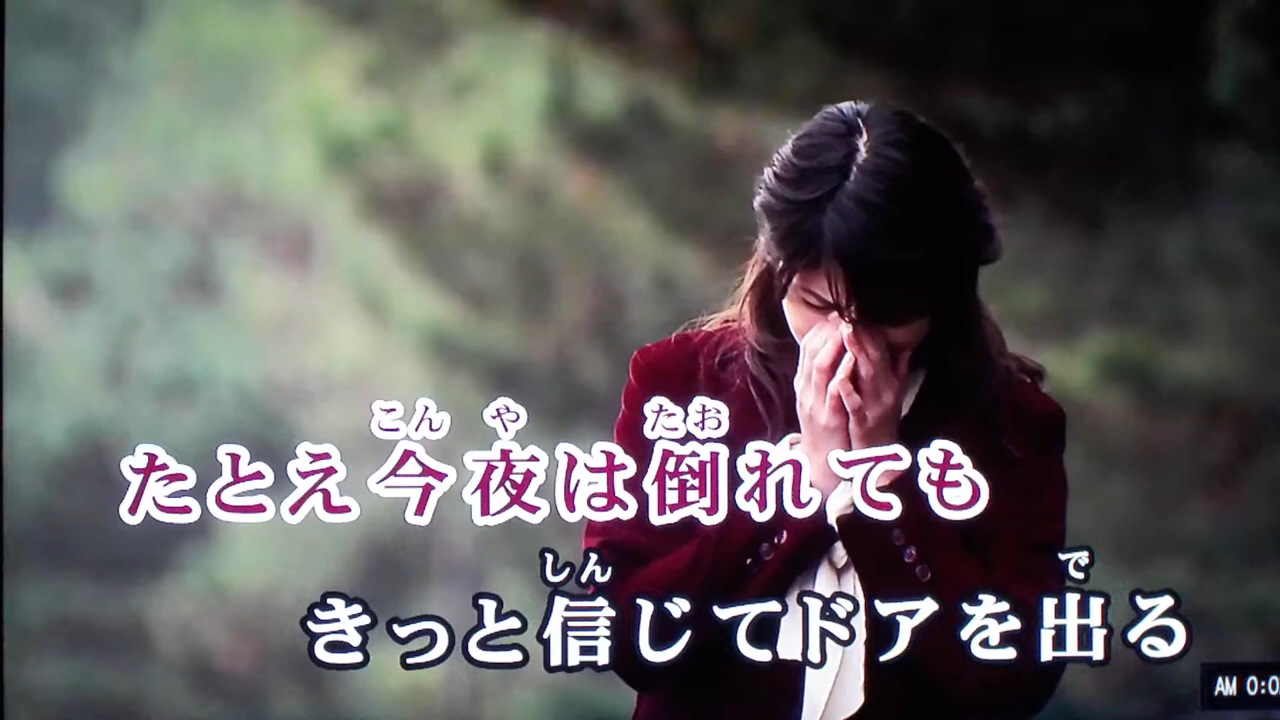 こん や たお
たとえ今夜は倒れても
しん で
きっと信じてドアを出る
AM 0:0